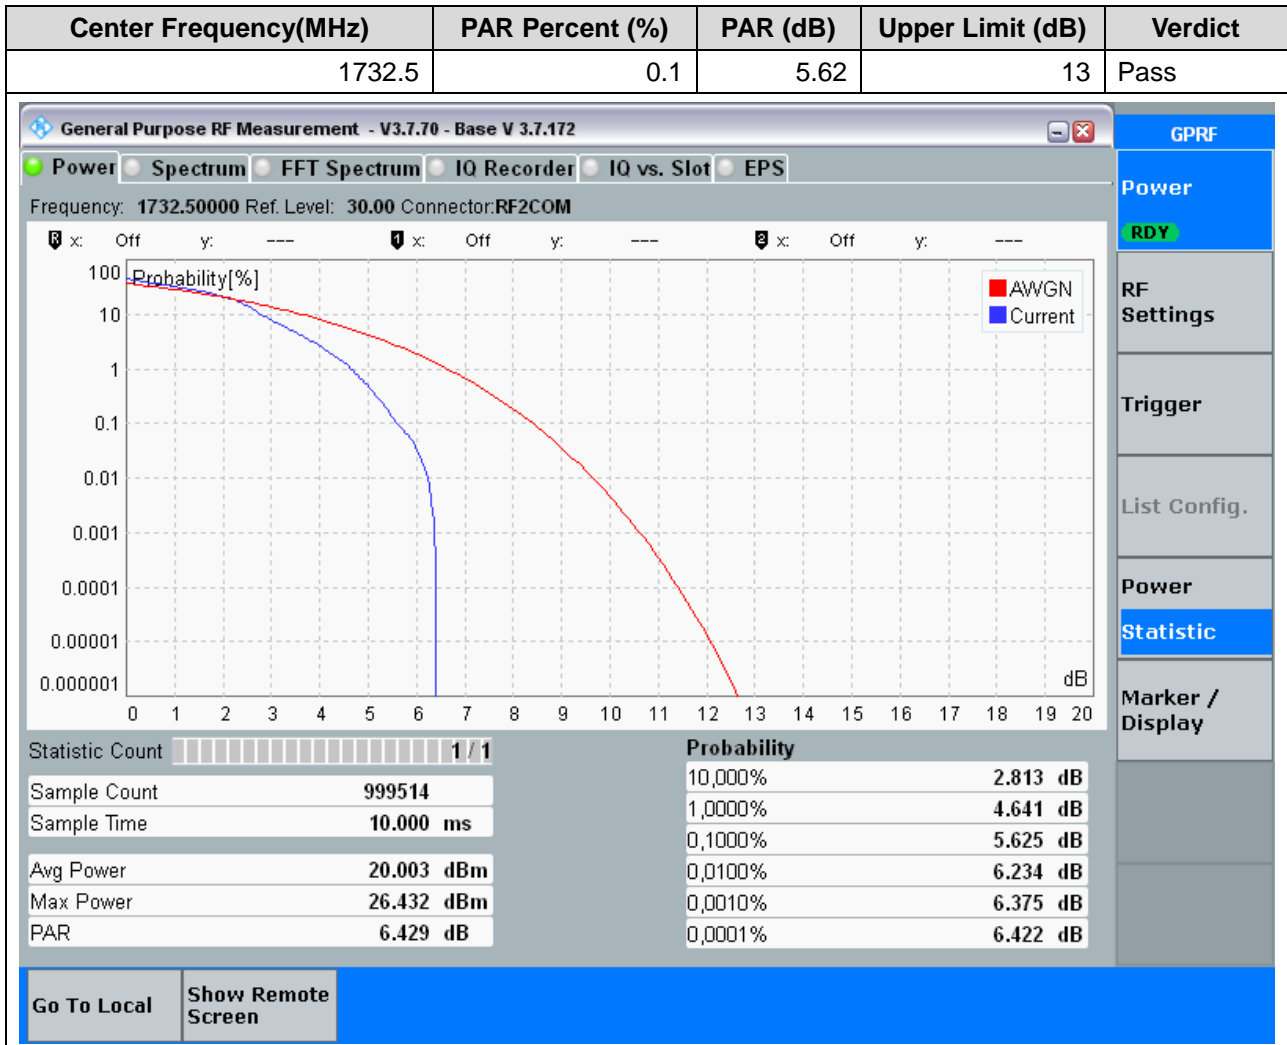 Center Frequency(MHz) PAR Percent (%) PAR (dB) Upper Limit (dB) Verdict
1732.5 0.1 5.62 13 Pass
General Purpose RF Measurement - V3.7.70 - Base V 3.7.172
GPRF
Power Spectrum FFT Spectrum IQ Recorder IQ vs. Slot EPS
Power
RDY
Frequency: 1732.50000 Ref. Level: 30.00 Connector:RF2COM
R x: Off y: --- 1 x: Off y: --- 2 x: Off y: ---
Probability[%]
AWGN
Current
100
10
1
0.1
0.01
0.001
0.0001
0.00001
0.000001
dB
0 1 2 3 4 5 6 7 8 9 10 11 12 13 14 15 16 17 18 19 20
RF
Settings
Trigger
List Config.
Power
Statistic
Marker /
Display
Statistic Count 1 / 1
Sample Count 999514
Sample Time 10.000 ms
Avg Power 20.003 dBm
Max Power 26.432 dBm
PAR 6.429 dB
Probability
10,000% 2.813 dB
1,0000% 4.641 dB
0,1000% 5.625 dB
0,0100% 6.234 dB
0,0010% 6.375 dB
0,0001% 6.422 dB
Go To Local
Show Remote
Screen